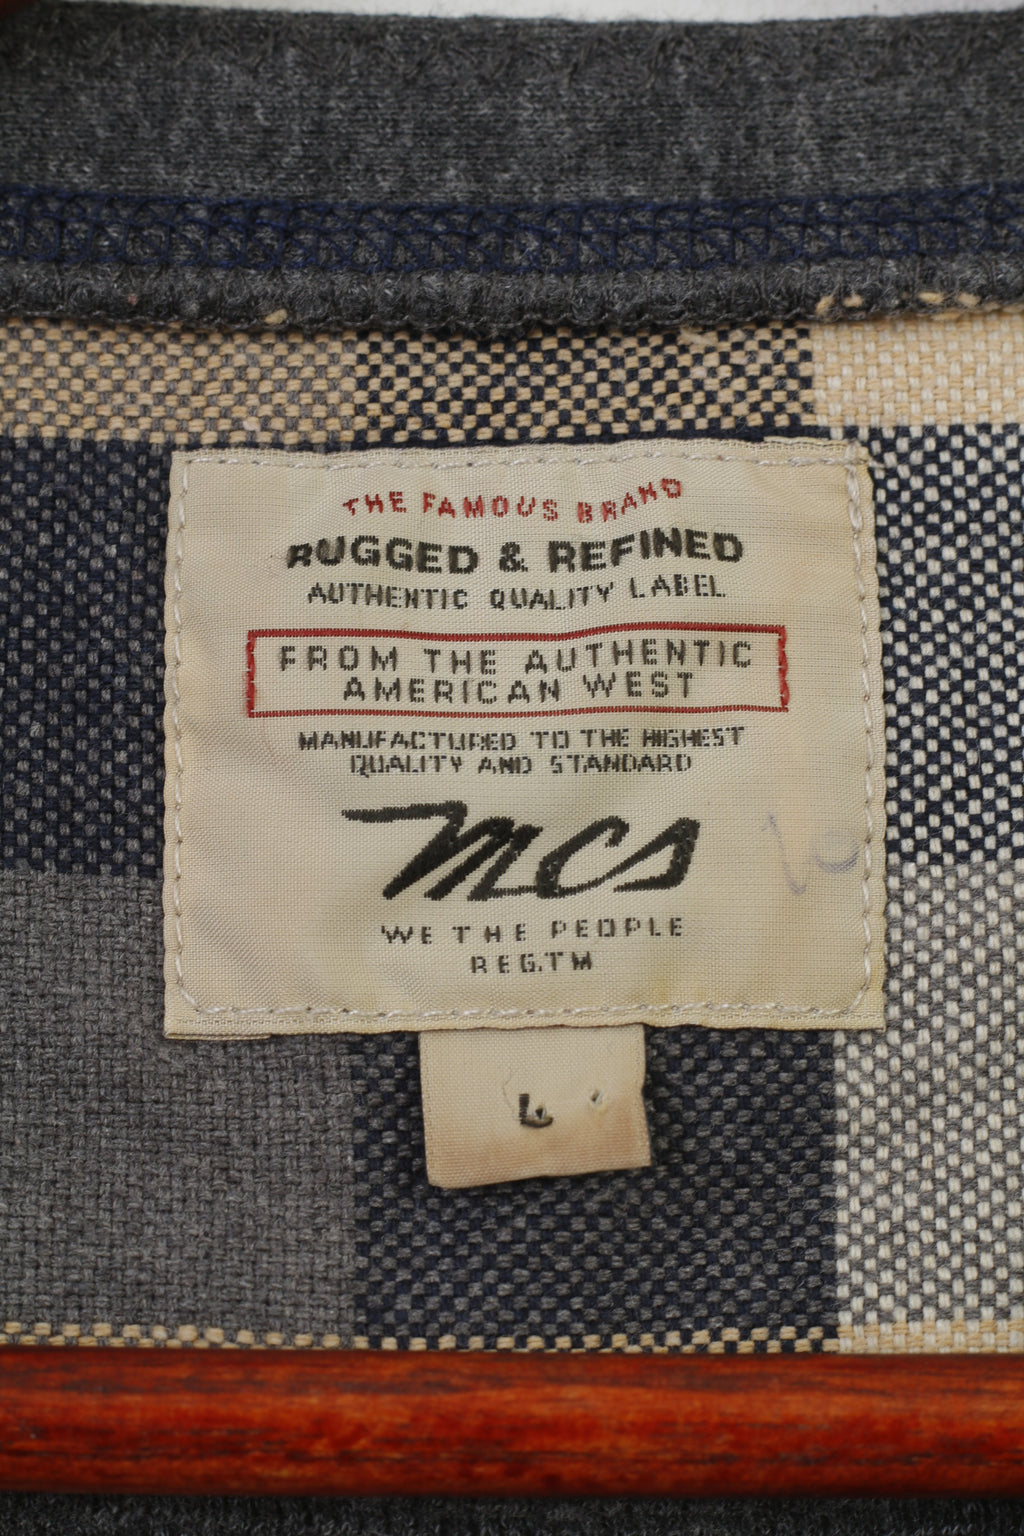 THE FAMOUS BRAND
RUGGED & REFINED
AUTHENTIC QUALITY LABEL
FROM THE AUTHENTIC
AMERICAN WEST
MANUFACTURED TO THE HIGHEST
QUALITY AND STANDARD
mcs
WE THE PEOPLE
REG.TM
L